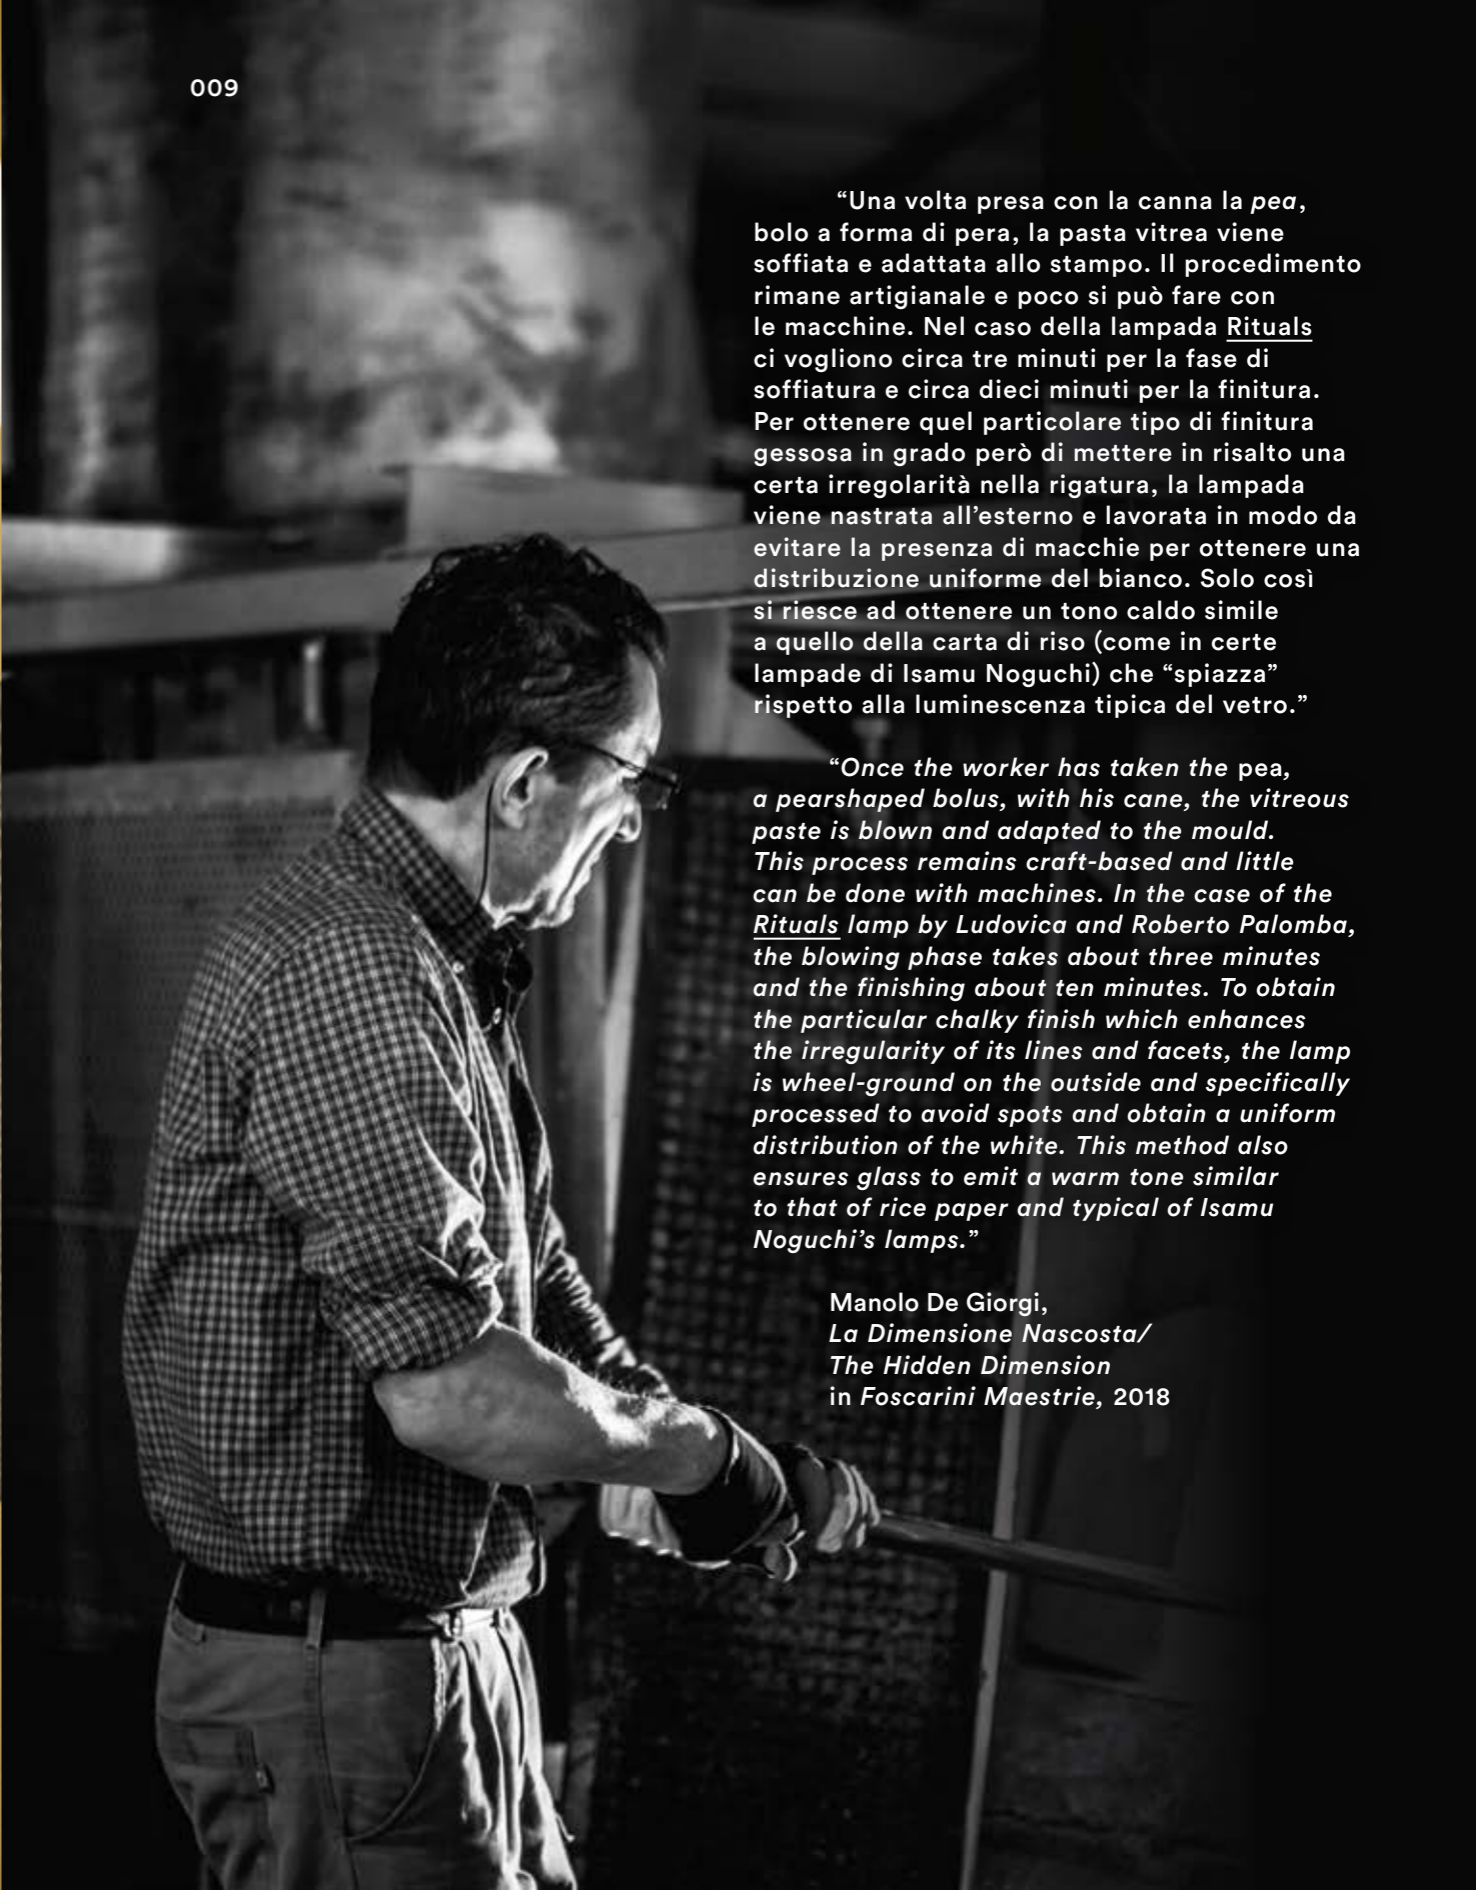 009
“Una volta presa con la canna la pea,
bolo a forma di pera, la pasta vitrea viene
soffiata e adattata allo stampo. Il procedimento
rimane artigianale e poco si può fare con
le macchine. Nel caso della lampada Rituals
ci vogliono circa tre minuti per la fase di
soffiatura e circa dieci minuti per la finitura.
Per ottenere quel particolare tipo di finitura
gessosa in grado però di mettere in risalto una
certa irregolarità nella rigatura, la lampada
viene nastrata all’esterno e lavorata in modo da
evitare la presenza di macchie per ottenere una
distribuzione uniforme del bianco. Solo così
si riesce ad ottenere un tono caldo simile
a quello della carta di riso (come in certe
lampade di Isamu Noguchi) che “spiazza”
rispetto alla luminescenza tipica del vetro.”
“Once the worker has taken the pea,
a pearshaped bolus, with his cane, the vitreous
paste is blown and adapted to the mould.
This process remains craft-based and little
can be done with machines. In the case of the
Rituals lamp by Ludovica and Roberto Palomba,
the blowing phase takes about three minutes
and the finishing about ten minutes. To obtain
the particular chalky finish which enhances
the irregularity of its lines and facets, the lamp
is wheel-ground on the outside and specifically
processed to avoid spots and obtain a uniform
distribution of the white. This method also
ensures glass to emit a warm tone similar
to that of rice paper and typical of Isamu
Noguchi’s lamps.”
Manolo De Giorgi,
La Dimensione Nascosta/
The Hidden Dimension
in Foscarini Maestrie, 2018